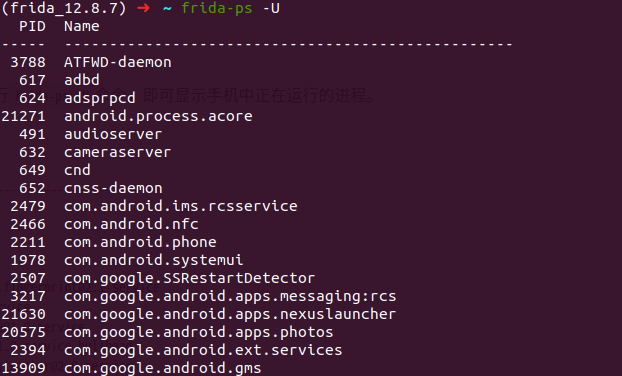 (frida_12.8.7) ➜ ~ frida-ps -U
PID Name
----- --------------------------------------------------
3788 ATFWD-daemon
617 adbd
即可显示手机中正在运行的进程。
624 adsprpcd
21271 android.process.acore
491 audioserver
632 cameraserver
649 cnd
652 cnss-daemon
2479 com.android.ims.rcsservice
2466 com.android.nfc
2211 com.android.phone
1978 com.android.systemui
2507 com.google.SSRestartDetector
3217 com.google.android.apps.messaging:rcs
21630 com.google.android.apps.nexuslauncher
20575 com.google.android.apps.photos
2394 com.google.android.ext.services
13909 com.google.android.gms